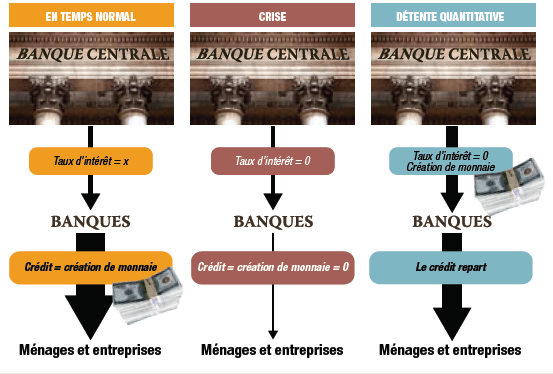 EN TEMPS NORMAL
BANQUE CENTRALE
Taux d'intérêt = x
BANQUES
Crédit = création de monnaie
Ménages et entreprises
CRISE
BANQUE CENTRALE
Taux d'intérêt = 0
BANQUES
Crédit = création de monnaie = 0
Ménages et entreprises
DÉTENTE QUANTITATIVE
BANQUE CENTRALE
Taux d'intérêt = 0
Création de monnaie
BANQUES
Le crédit repart
Ménages et entreprises